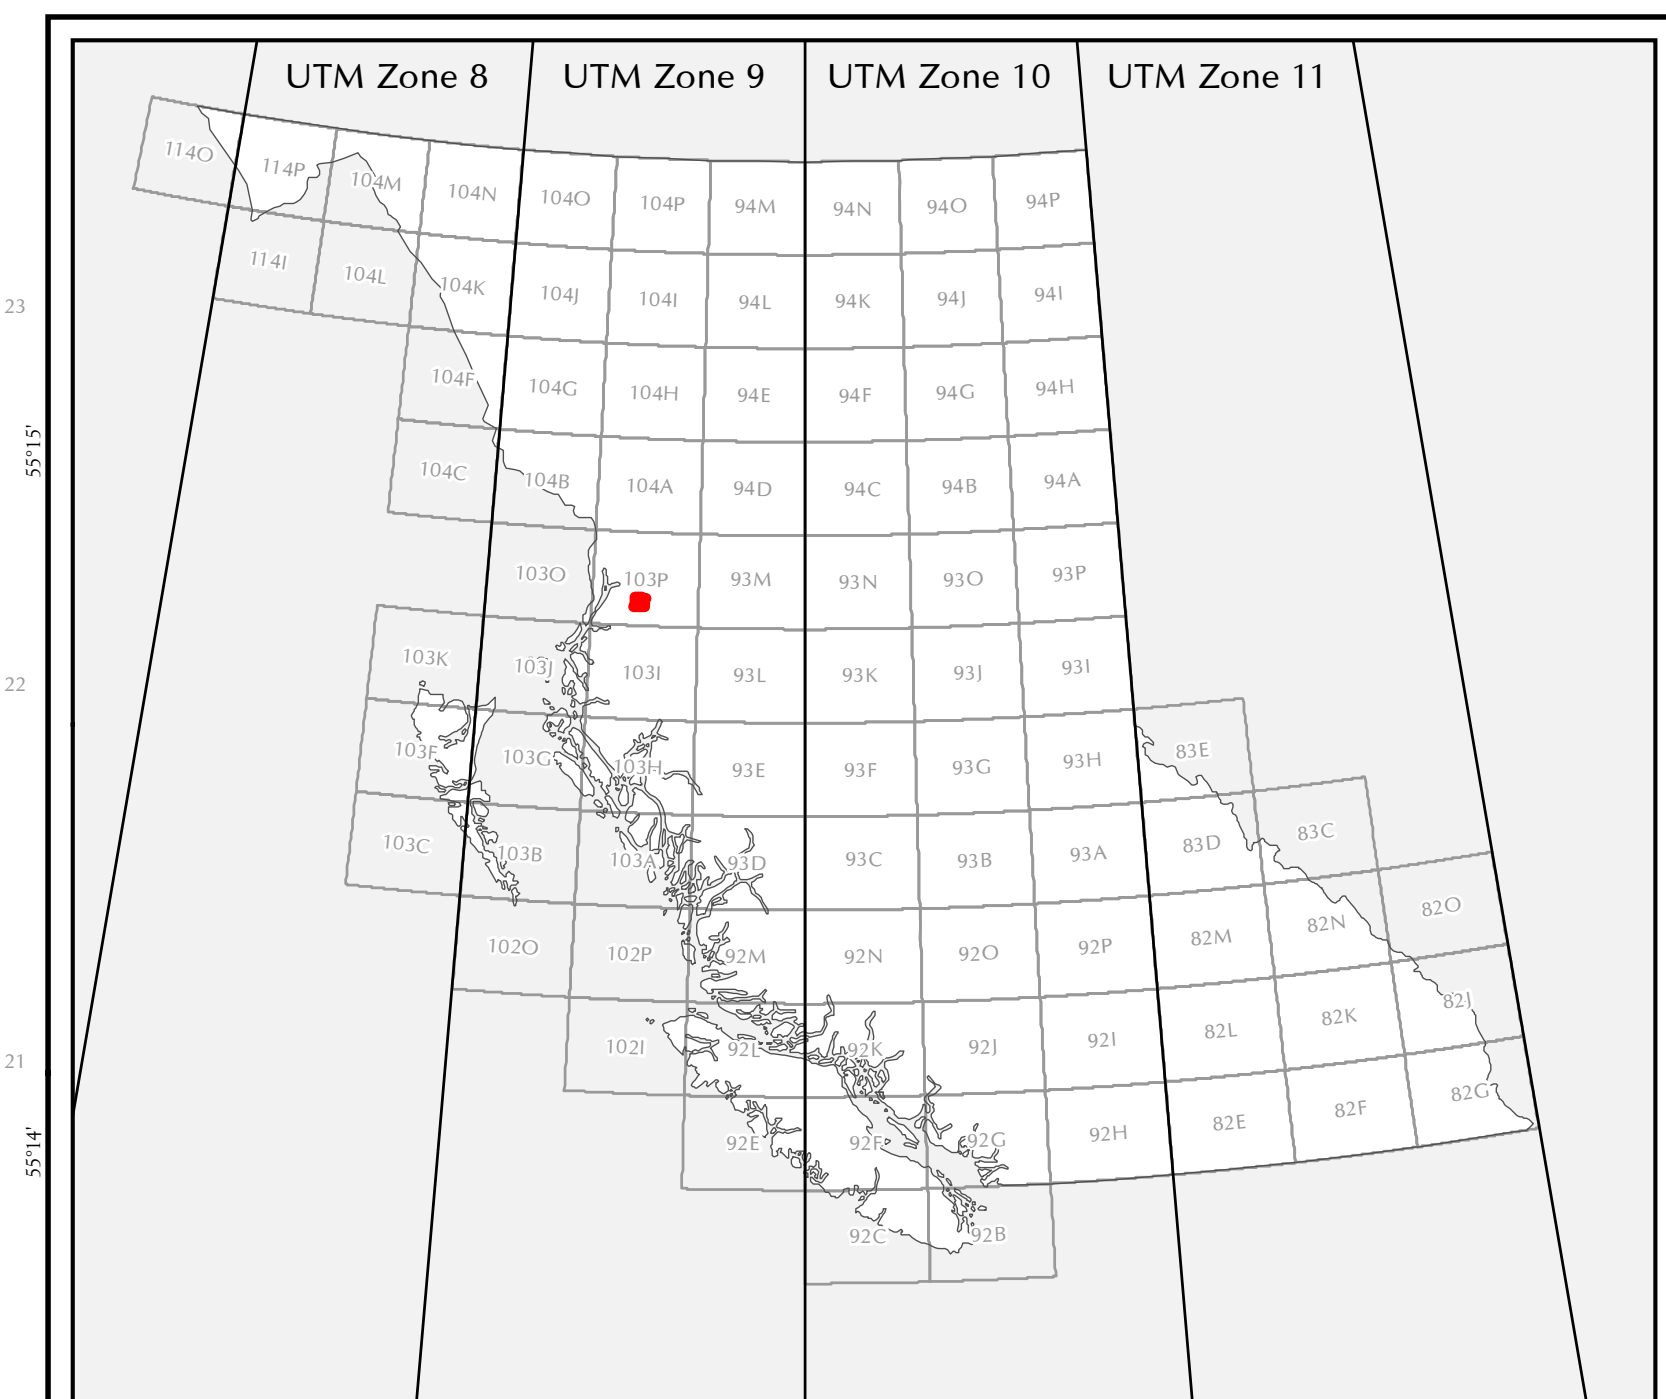 UTM Zone 8 UTM Zone 9 UTM Zone 10 UTM Zone 11
114O 114P 104M 104N 104O 104P 94M 94N 94O 94P
114I 104L 104K 104J 104I 94L 94K 94J 94I
23
104F 104G 104H 94E 94F 94G 94H
55°15'
104C 104B 104A 94D 94C 94B 94A
103O 103P 93M 93N 93O 93P
103K 103J 103I 93L 93K 93J 93I
22
103F 103G 103H 93E 93F 93G 93H 83E
103C 103B 103A 93D 93C 93B 93A 83D 83C
102O 102P 92M 92N 92O 92P 82M 82N 82O
102I 92L 92K 92J 92I 82L 82K 82J
21
92E 92F 92G 92H 82E 82F 82G
55°14'
92C 92B